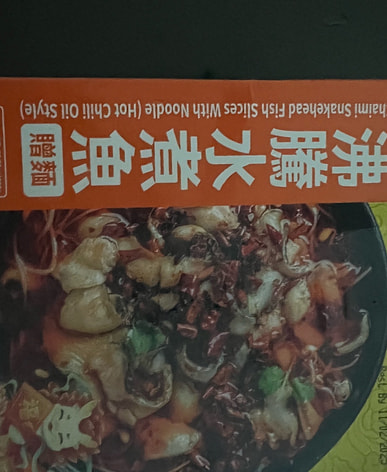 沸騰水煮魚 贈麵
haimi Snakehead Fish Slices With Noodle (Hot Chili Oil Style)